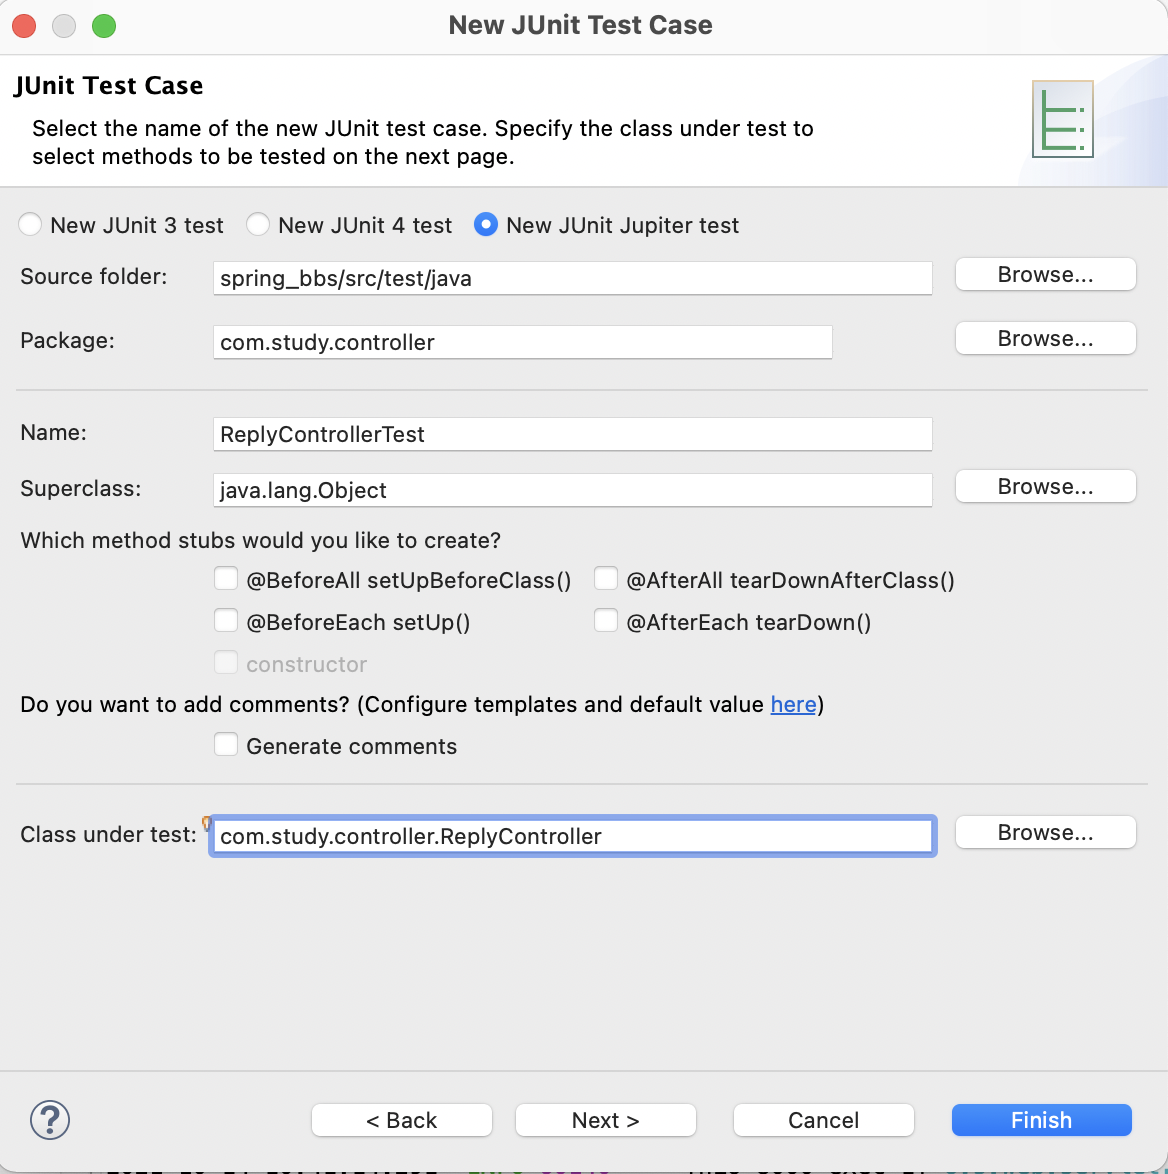 New JUnit Test Case
JUnit Test Case
Select the name of the new JUnit test case. Specify the class under test to
select methods to be tested on the next page.
New JUnit 3 test New JUnit 4 test New JUnit Jupiter test
Source folder: spring_bbs/src/test/java Browse...
Package: com.study.controller Browse...
Name: ReplyControllerTest
Superclass: java.lang.Object Browse...
Which method stubs would you like to create?
@BeforeAll setUpBeforeClass() @AfterAll tearDownAfterClass()
@BeforeEach setUp() @AfterEach tearDown()
constructor
Do you want to add comments? (Configure templates and default value here)
Generate comments
Class under test: com.study.controller.ReplyController Browse...
? < Back Next > Cancel Finish